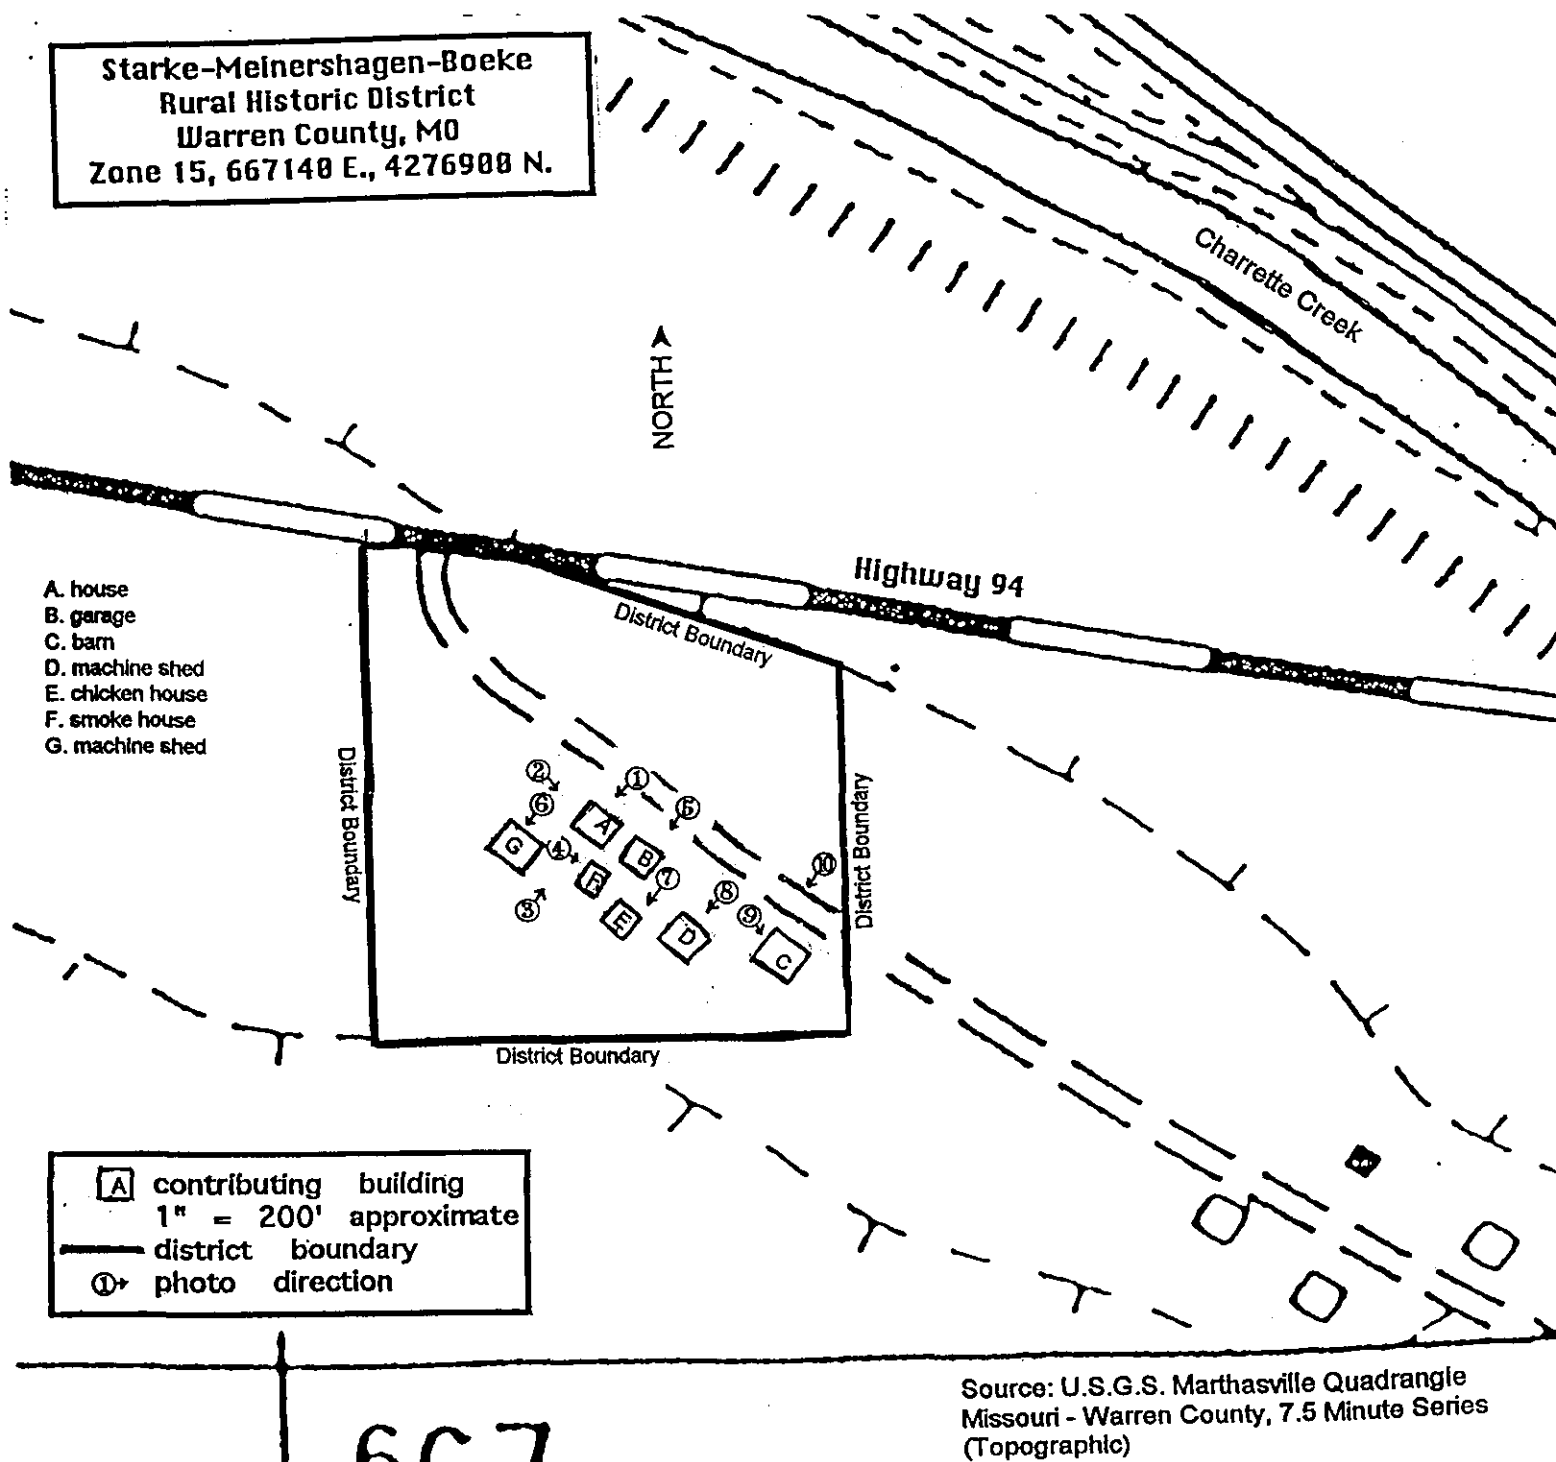 Starke-Meinershagen-Boeke
Rural Historic District
Warren County, MO
Zone 15, 667140 E., 4276900 N.
Charrette Creek
NORTH
Highway 94
District Boundary
A. house
B. garage
C. barn
D. machine shed
E. chicken house
F. smoke house
G. machine shed
District Boundary
District Boundary
2
1
6
5
A
G
4
B
10
F
7
8
3
E
9
D
C
District Boundary
A contributing building
1" = 200' approximate
district boundary
1 photo direction
Source: U.S.G.S. Marthasville Quadrangle
Missouri - Warren County, 7.5 Minute Series
(Topographic)
667